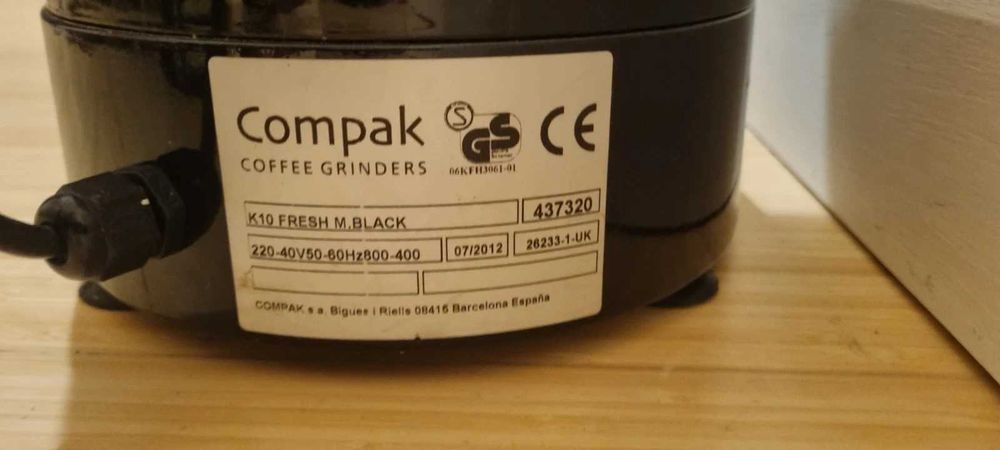 Compak
COFFEE GRINDERS
S
GS
06KFH3061-01
CE
K10 FRESH M.BLACK
437320
220-40V50-60Hz800-400
07/2012
26233-1-UK
COMPAK s.a. Bigues i Riells 08415 Barcelona España